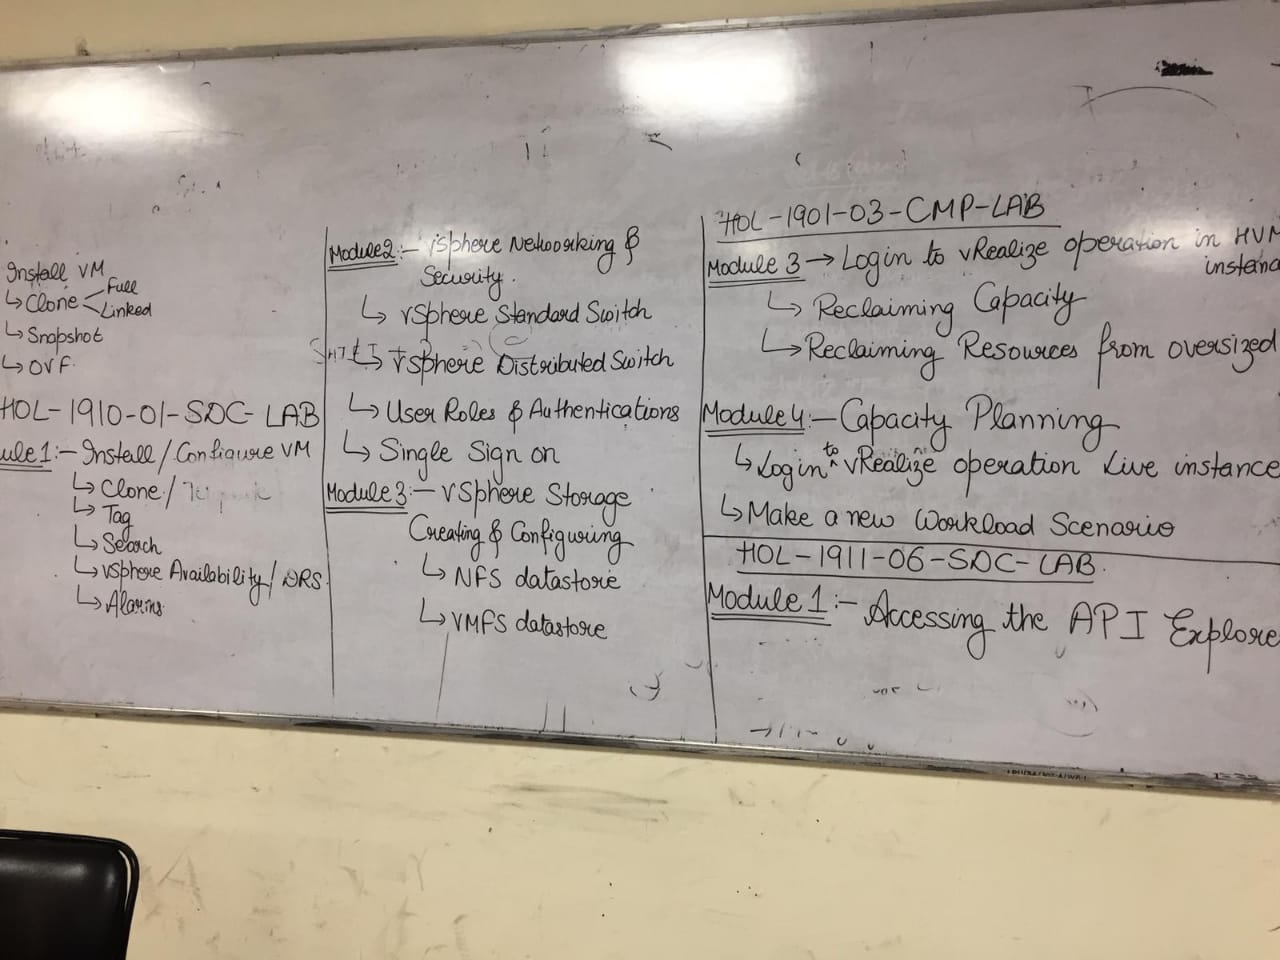 Install VM
↳ Clone < Full
Linked
↳ Snapshot
↳ OVF.
HOL-1910-01-SDC-LAB
ule 1:- Install/Configure VM
↳ Clone/
↳ Tag
↳ Search
↳ vSphere Availability/DRS
↳ Alarms
Module2:- vSphere Networking &
Security.
↳ vSphere Standard Switch
↳ vSphere Distributed Switch
↳ User Roles & Authentications
↳ Single Sign on
Module 3:- vSphere Storage
Creating & Configuring
↳ NFS datastore
↳ VMFS datastore
HOL-1901-03-CMP-LAB
Module 3 → Login to vRealize operation in HVM
instanc
↳ Reclaiming Capacity
↳ Reclaiming Resources from oversized
Module 4:- Capacity Planning
↳ Login to vRealize operation Live instance
↳ Make a new Workload Scenario
HOL-1911-06-SDC-LAB.
Module 1:- Accessing the API Explore